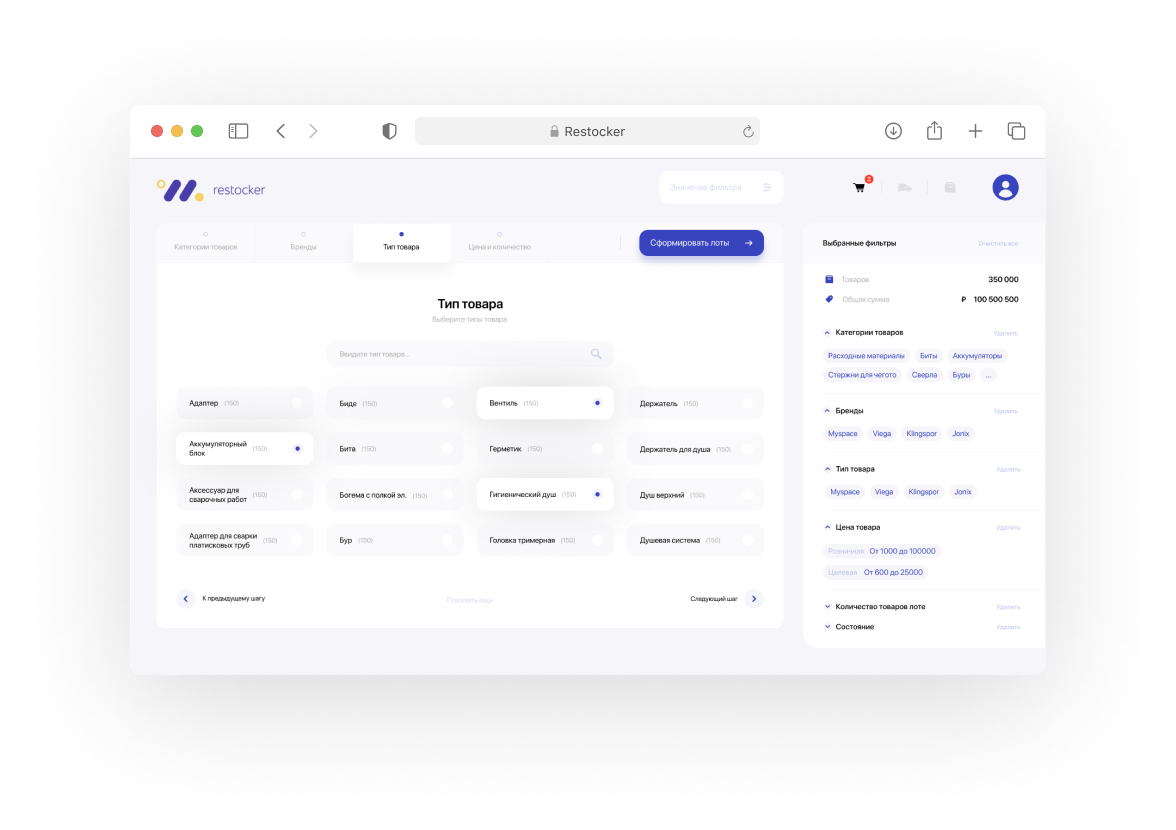 Restocker
restocker
Значение фильтра
3
Категории товаров
Бренды
Тип товара
Цена и количество
Сформировать лоты
Тип товара
Выберите типы товара
Введите тип товара...
Адаптер (150)
Биде (150)
Вентиль (150)
Держатель (150)
Аккумуляторный
блок (150)
Бита (150)
Герметик (150)
Держатель для душа (150)
Аксессуар для
сварочных работ (150)
Богема с полкой эл. (150)
Гигиенический душ (150)
Душ верхний (150)
Адаптер для сварки
платисковых труб (150)
Бур (150)
Головка тримерная (150)
Душевая система (150)
К предыдущему шагу
Показать еще
Следующий шаг
Выбранные фильтры
Очистить все
Товаров 350 000
Общая сумма ₽ 100 500 500
Категории товаров Удалить
Расходные материалы Биты Аккумуляторы
Стержни для чегото Сверла Буры ...
Бренды Удалить
Myspace Viega Klingspor Jonix
Тип товара Удалить
Myspace Viega Klingspor Jonix
Цена товара Удалить
Розничная От 1000 до 100000
Целевая От 600 до 25000
Количество товаров лоте Удалить
Состояние Удалить